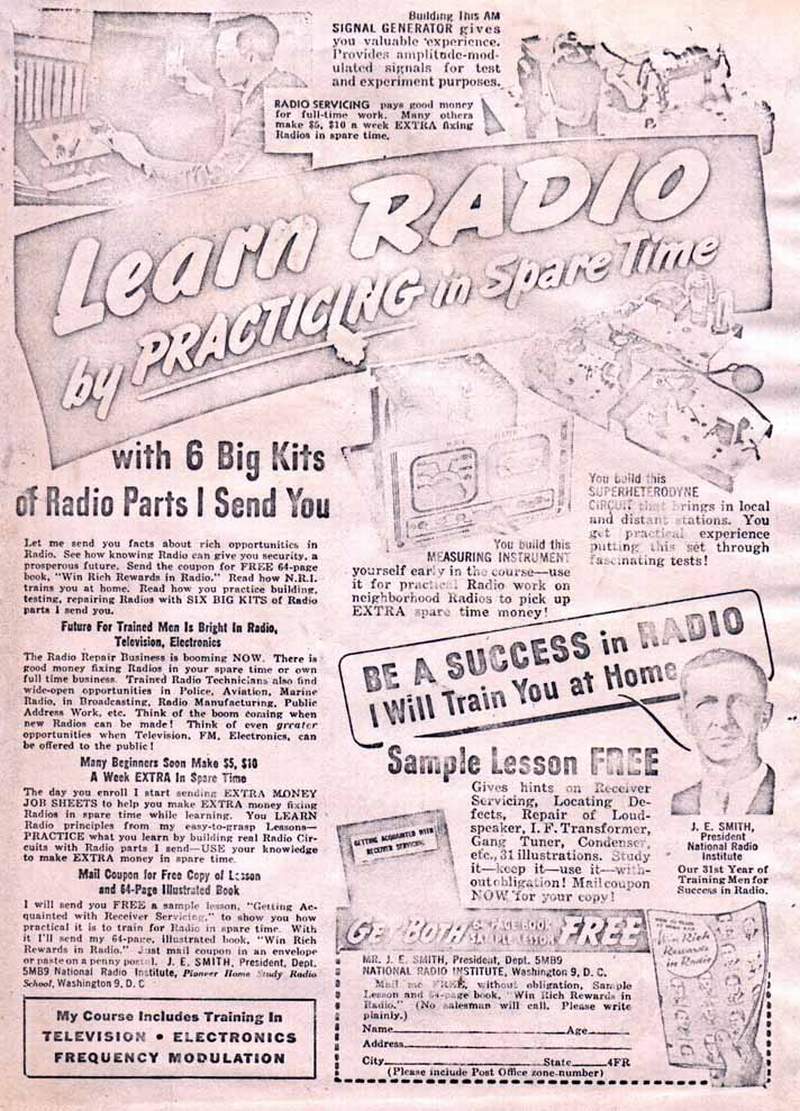 Building This AM
SIGNAL GENERATOR gives
you valuable experience.
Provides amplitude-mod-
ulated signals for test
and experiment purposes.
RADIO SERVICING pays good money
for full-time work. Many others
make $5, $10 a week EXTRA fixing
Radios in spare time.
Learn RADIO
by PRACTICING in Spare Time
with 6 Big Kits
of Radio Parts I Send You
Let me send you facts about rich opportunities in
Radio. See how knowing Radio can give you security, a
prosperous future. Send the coupon for FREE 64-page
book, "Win Rich Rewards in Radio." Read how N.R.I.
trains you at home. Read how you practice building,
testing, repairing Radios with SIX BIG KITS of Radio
parts I send you.
Future For Trained Men Is Bright In Radio,
Television, Electronics
The Radio Repair Business is booming NOW. There is
good money fixing Radios in your spare time or own
full time business. Trained Radio Technicians also find
wide-open opportunities in Police, Aviation, Marine
Radio, in Broadcasting, Radio Manufacturing, Public
Address Work, etc. Think of the boom coming when
new Radios can be made! Think of even greater
opportunities when Television, FM, Electronics, can
be offered to the public!
Many Beginners Soon Make $5, $10
A Week EXTRA In Spare Time
The day you enroll I start sending EXTRA MONEY
JOB SHEETS to help you make EXTRA money fixing
Radios in spare time while learning. You LEARN
Radio principles from my easy-to-grasp Lessons—
PRACTICE what you learn by building real Radio Cir-
cuits with Radio parts I send—USE your knowledge
to make EXTRA money in spare time.
Mail Coupon for Free Copy of Lesson
and 64-Page Illustrated Book
I will send you FREE a sample lesson, "Getting Ac-
quainted with Receiver Servicing," to show you how
practical it is to train for Radio in spare time. With
it I'll send my 64-page, illustrated book, "Win Rich
Rewards in Radio." Just mail coupon in an envelope
or paste on a penny postal. J. E. SMITH, President, Dept.
5MB9 National Radio Institute, Pioneer Home Study Radio
School, Washington 9, D. C.
My Course Includes Training In
TELEVISION • ELECTRONICS
FREQUENCY MODULATION
You build this
MEASURING INSTRUMENT
yourself early in the course—use
it for practical Radio work on
neighborhood Radios to pick up
EXTRA spare time money!
You build this
SUPERHETERODYNE
CIRCUIT that brings in local
and distant stations. You
get practical experience
putting this set through
fascinating tests!
BE A SUCCESS in RADIO
I Will Train You at Home
Sample Lesson FREE
Gives hints on Receiver
Servicing, Locating De-
fects, Repair of Loud-
speaker, I. F. Transformer,
Gang Tuner, Condenser,
etc., 31 illustrations. Study
it—keep it—use it—with-
out obligation! Mail coupon
NOW for your copy!
GETTING ACQUAINTED WITH
RECEIVER SERVICING
J. E. SMITH,
President
National Radio
Institute
Our 31st Year of
Training Men for
Success in Radio.
GET BOTH 64-PAGE BOOK SAMPLE LESSON FREE
MR. J. E. SMITH, President, Dept. 5MB9
NATIONAL RADIO INSTITUTE, Washington 9, D. C.
Mail me FREE, without obligation, Sample
Lesson and 64-page book, "Win Rich Rewards in
Radio." (No salesman will call. Please write
plainly.)
Name Age
Address
City State 4FR
(Please include Post Office zone-number)
Win Rich
Rewards
in Radio